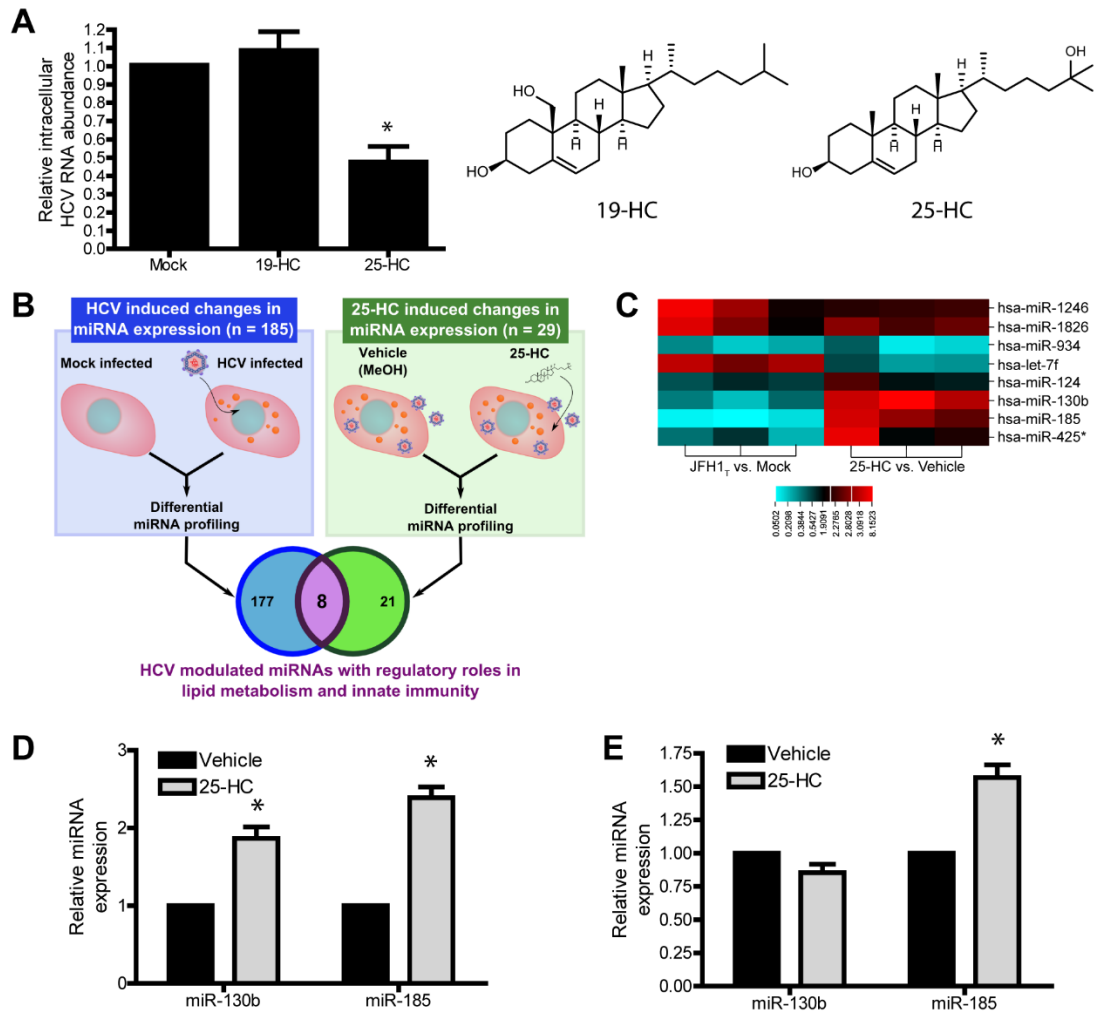 A
Relative intracellular
HCV RNA abundance
1.2
1.1
1.0
0.9
0.8
0.7
0.6
0.5
0.4
0.3
0.2
0.1
0.0
*
Mock
19-HC
25-HC
HO
HO
H
H
H
H
19-HC
OH
HO
H
H
H
H
25-HC
B
HCV induced changes in
miRNA expression (n = 185)
Mock infected
HCV infected
Differential
miRNA profiling
25-HC induced changes in
miRNA expression (n = 29)
Vehicle
(MeOH)
25-HC
Differential
miRNA profiling
177
8
21
HCV modulated miRNAs with regulatory roles in
lipid metabolism and innate immunity
C
hsa-miR-1246
hsa-miR-1826
hsa-miR-934
hsa-let-7f
hsa-miR-124
hsa-miR-130b
hsa-miR-185
hsa-miR-425*
JFH1T vs. Mock
25-HC vs. Vehicle
0.0502
0.2098
0.3844
0.5427
1.9091
2.2765
2.8028
3.0918
8.1523
D
Relative miRNA
expression
3
2
1
0
Vehicle
25-HC
*
*
miR-130b
miR-185
E
Relative miRNA
expression
1.75
1.50
1.25
1.00
0.75
0.50
0.25
0.00
Vehicle
25-HC
*
miR-130b
miR-185